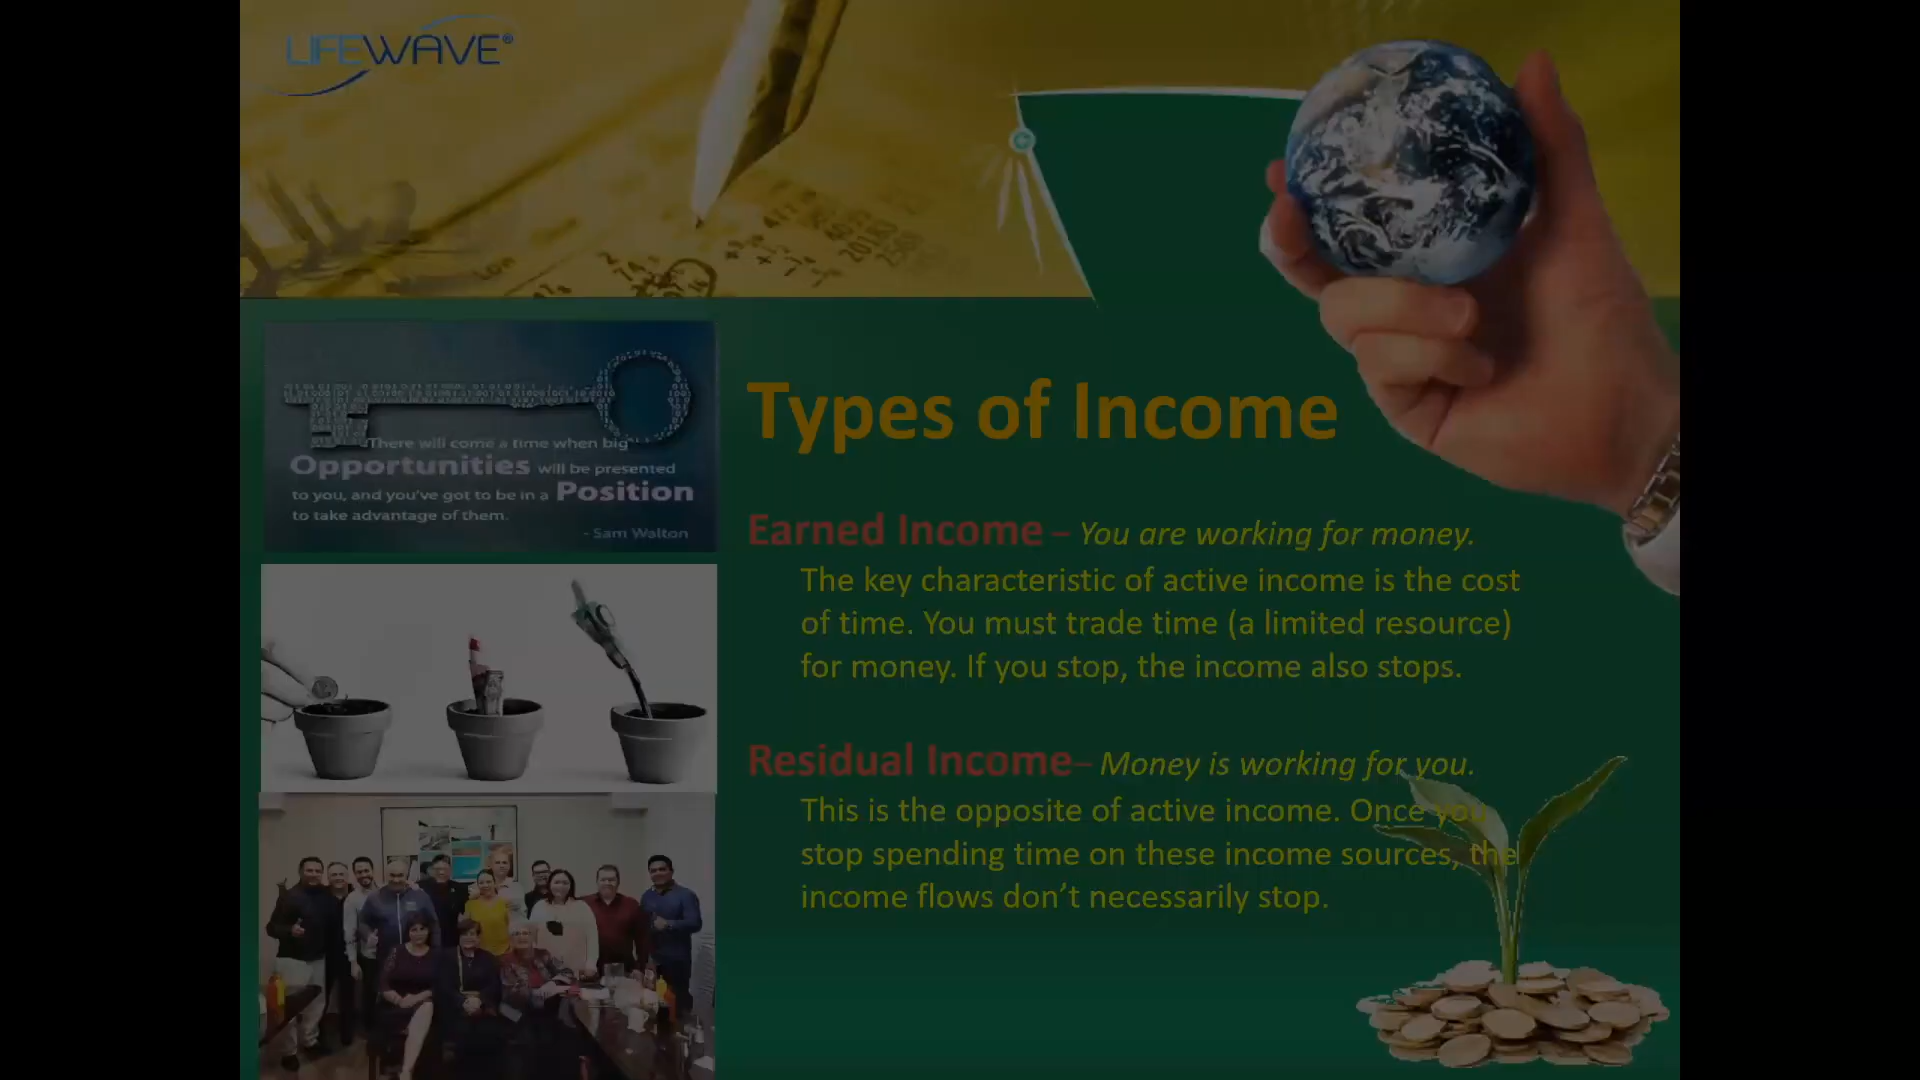 LIFEWAVE®
There will come a time when big
Opportunities will be presented
to you, and you've got to be in a Position
to take advantage of them.
- Sam Walton
Types of Income
Earned Income – You are working for money.
The key characteristic of active income is the cost
of time. You must trade time (a limited resource)
for money. If you stop, the income also stops.
Residual Income– Money is working for you.
This is the opposite of active income. Once you
stop spending time on these income sources, the
income flows don't necessarily stop.